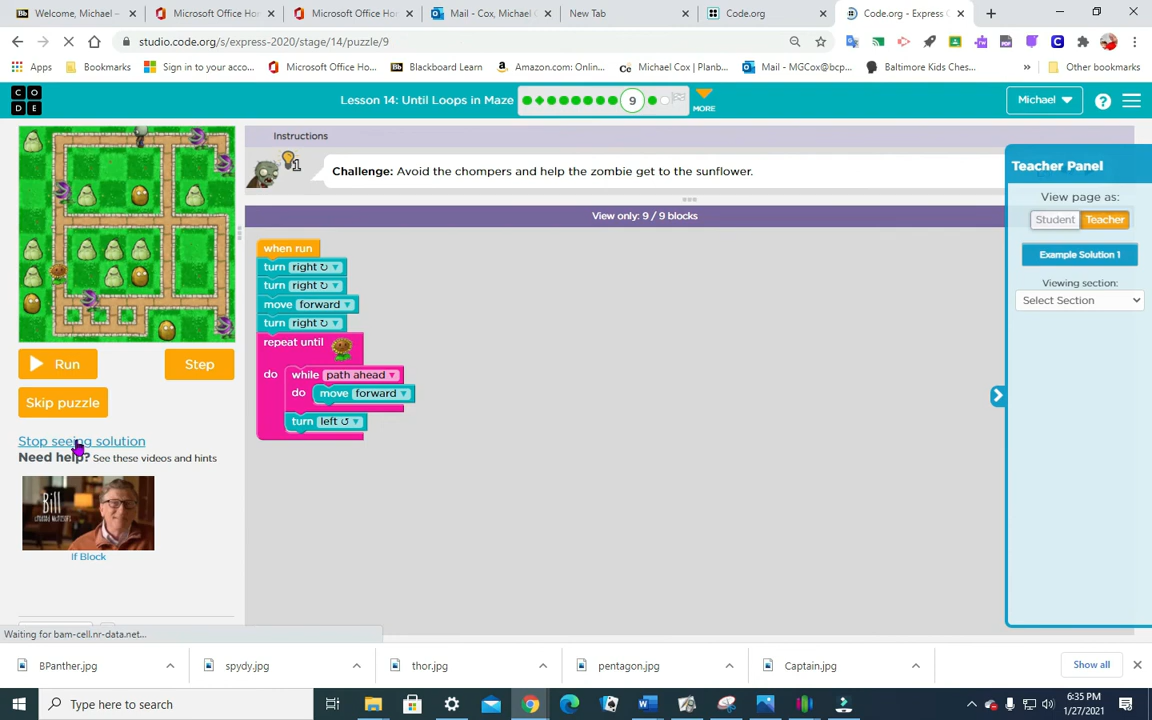 Welcome, Michael –
Microsoft Office Hom
Microsoft Office Hom
Mail - Cox, Michael G
New Tab
Code.org
Code.org - Express C
studio.code.org/s/express-2020/stage/14/puzzle/9
Apps
Bookmarks
Sign in to your acco...
Microsoft Office Ho...
Blackboard Learn
Amazon.com: Onlin...
Michael Cox | Planb...
Mail - MGCox@bcp...
Baltimore Kids Ches...
»
Other bookmarks
C O
D E
Lesson 14: Until Loops in Maze
9
MORE
Michael
?
Instructions
1
Challenge: Avoid the chompers and help the zombie get to the sunflower.
Teacher Panel
View page as:
Student
Teacher
Example Solution 1
Viewing section:
Select Section
View only: 9 / 9 blocks
when run
turn right ↻
turn right ↻
move forward
turn right ↻
repeat until
do while path ahead
do move forward
turn left ↺
Run
Step
Skip puzzle
Stop seeing solution
Need help? See these videos and hints
Bill
created Microsoft
If Block
Waiting for bam-cell.nr-data.net...
BPanther.jpg
spydy.jpg
thor.jpg
pentagon.jpg
Captain.jpg
Show all
Type here to search
6:35 PM
1/27/2021